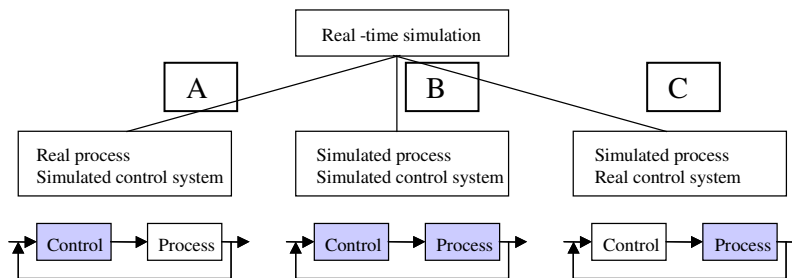 Real -time simulation
A
B
C
Real process
Simulated control system
Simulated process
Simulated control system
Simulated process
Real control system
Control
Process
Control
Process
Control
Process